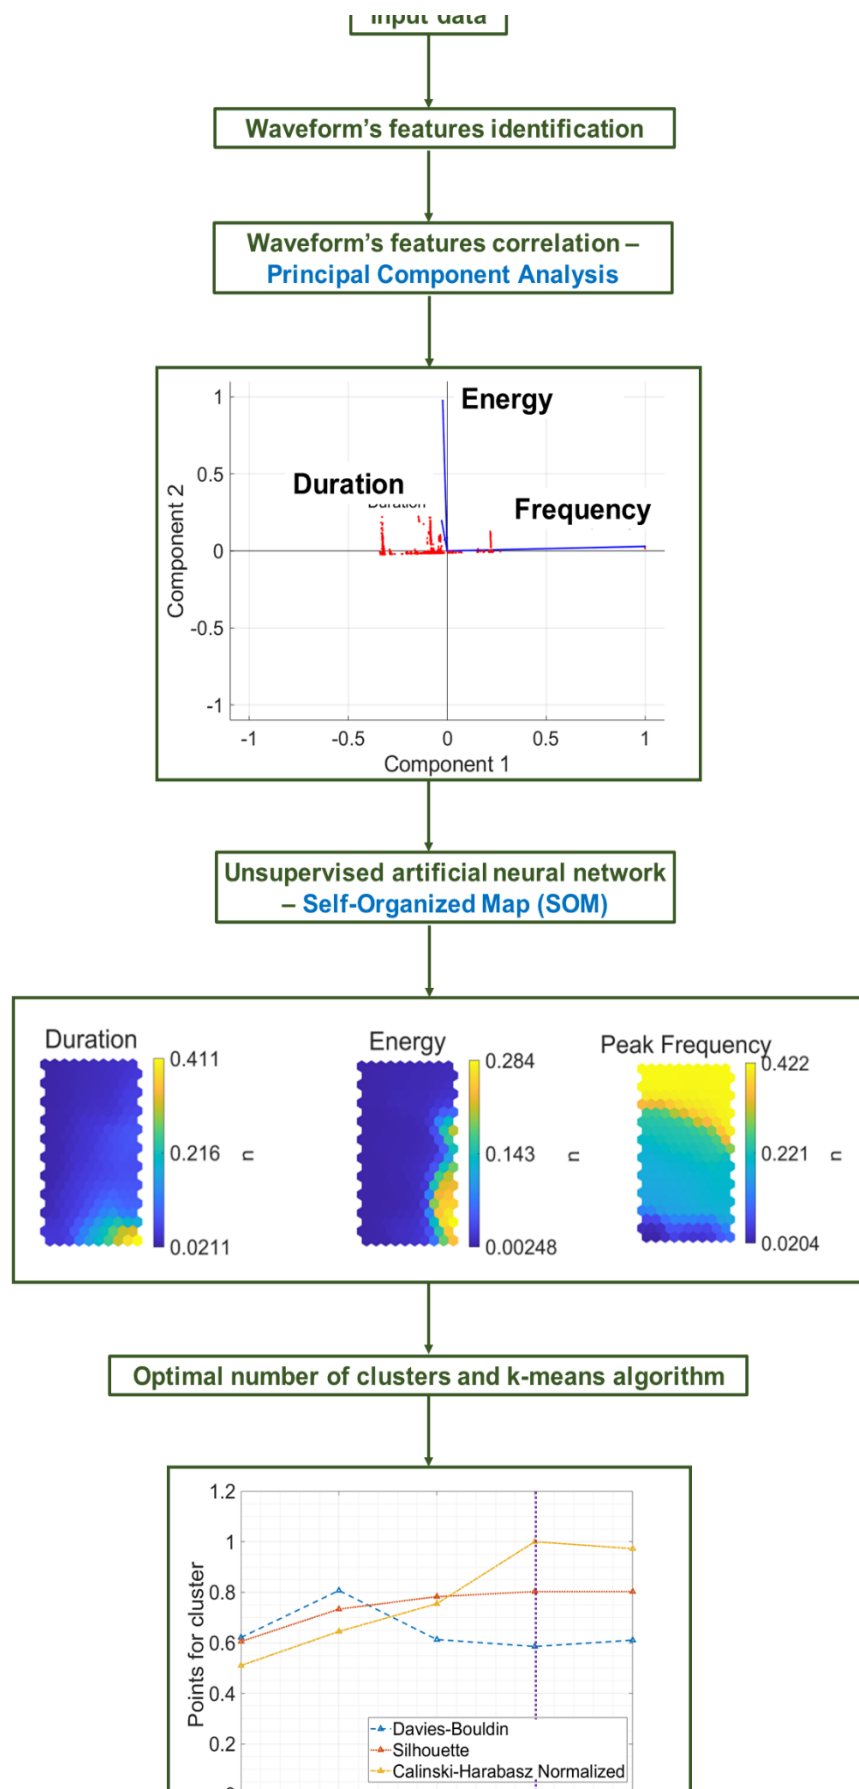 Input data
Waveform's features identification
Waveform's features correlation –
Principal Component Analysis
Energy
Duration
Duration
Frequency
Component 2
1
0.5
0
-0.5
-1
-1
-0.5
0
0.5
1
Component 1
Unsupervised artificial neural network
– Self-Organized Map (SOM)
Duration
0.411
0.216
n
0.0211
Energy
0.284
0.143
n
0.00248
Peak Frequency
0.422
0.221
n
0.0204
Optimal number of clusters and k-means algorithm
Points for cluster
1.2
1
0.8
0.6
0.4
0.2
Davies-Bouldin
Silhouette
Calinski-Harabasz Normalized